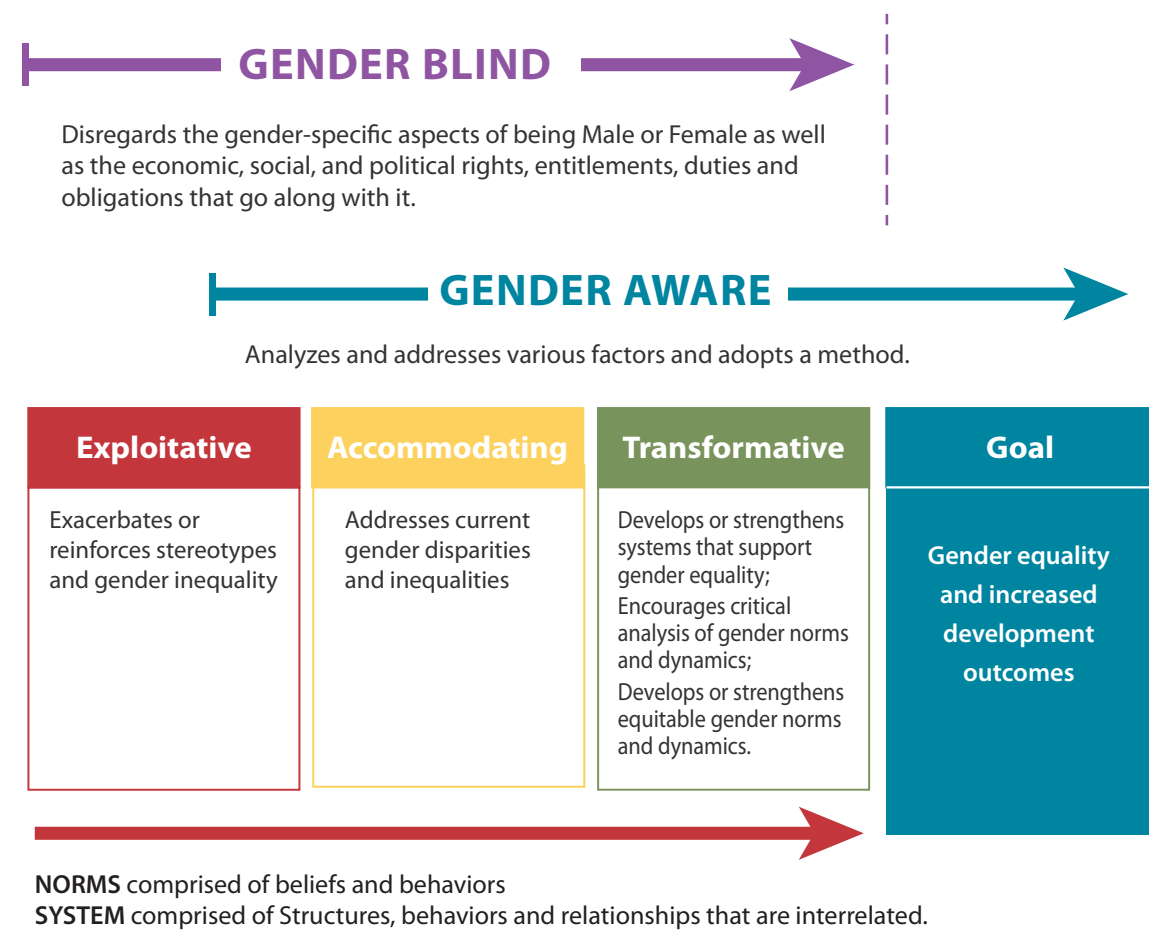 GENDER BLIND
Disregards the gender-specific aspects of being Male or Female as well
as the economic, social, and political rights, entitlements, duties and
obligations that go along with it.
GENDER AWARE
Analyzes and addresses various factors and adopts a method.
Exploitative
Exacerbates or
reinforces stereotypes
and gender inequality
Accommodating
Addresses current
gender disparities
and inequalities
Transformative
Develops or strengthens
systems that support
gender equality;
Encourages critical
analysis of gender norms
and dynamics;
Develops or strengthens
equitable gender norms
and dynamics.
Goal
Gender equality
and increased
development
outcomes
NORMS comprised of beliefs and behaviors
SYSTEM comprised of Structures, behaviors and relationships that are interrelated.